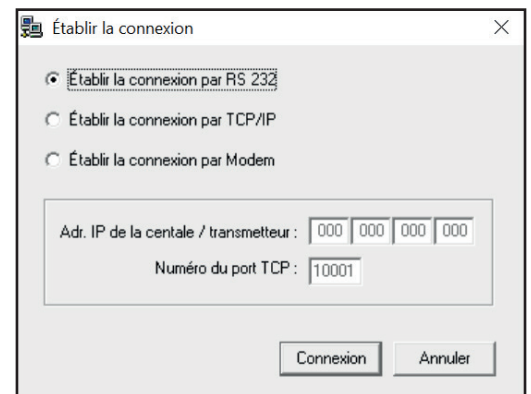 Établir la connexion
Établir la connexion par RS 232
Établir la connexion par TCP/IP
Établir la connexion par Modem
Adr. IP de la centale / transmetteur : 000 000 000 000
Numéro du port TCP : 10001
Connexion Annuler